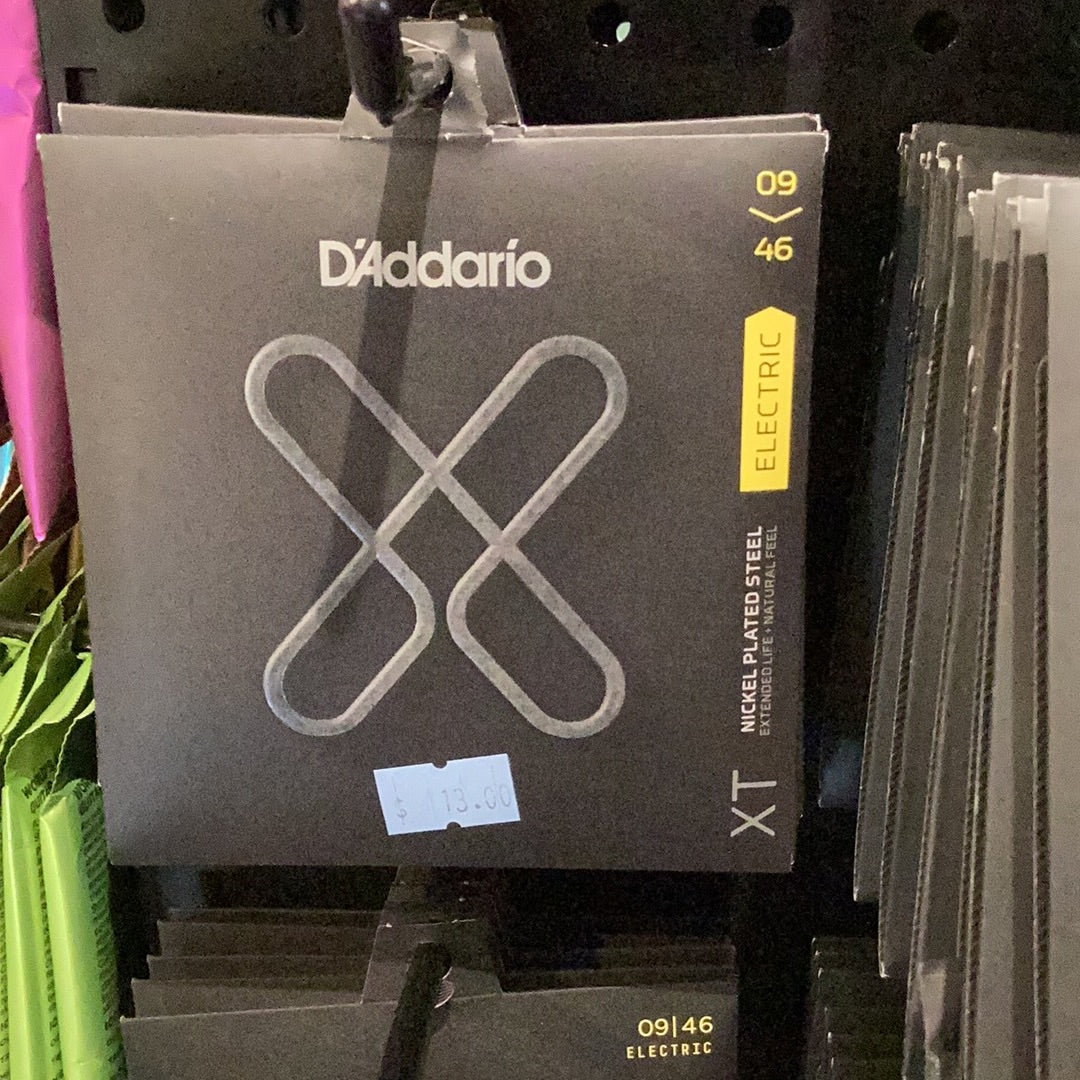 D'Addario
09
46
ELECTRIC
NICKEL PLATED STEEL
EXTENDED LIFE + NATURAL FEEL
XT
$ 13.00
09|46
ELECTRIC